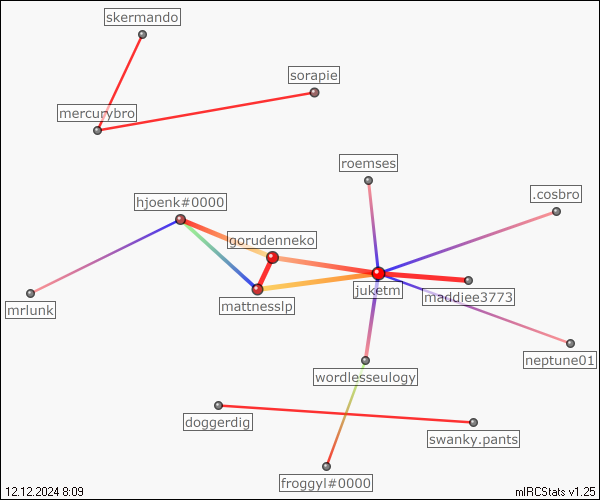 skermando
sorapie
mercurybro
roemses
.cosbro
hjoenk#0000
gorudenneko
juketm
maddiee3773
mattnesslp
mrlunk
neptune01
wordlesseulogy
doggerdig
swanky.pants
froggyl#0000
12.12.2024 8:09
mIRCStats v1.25